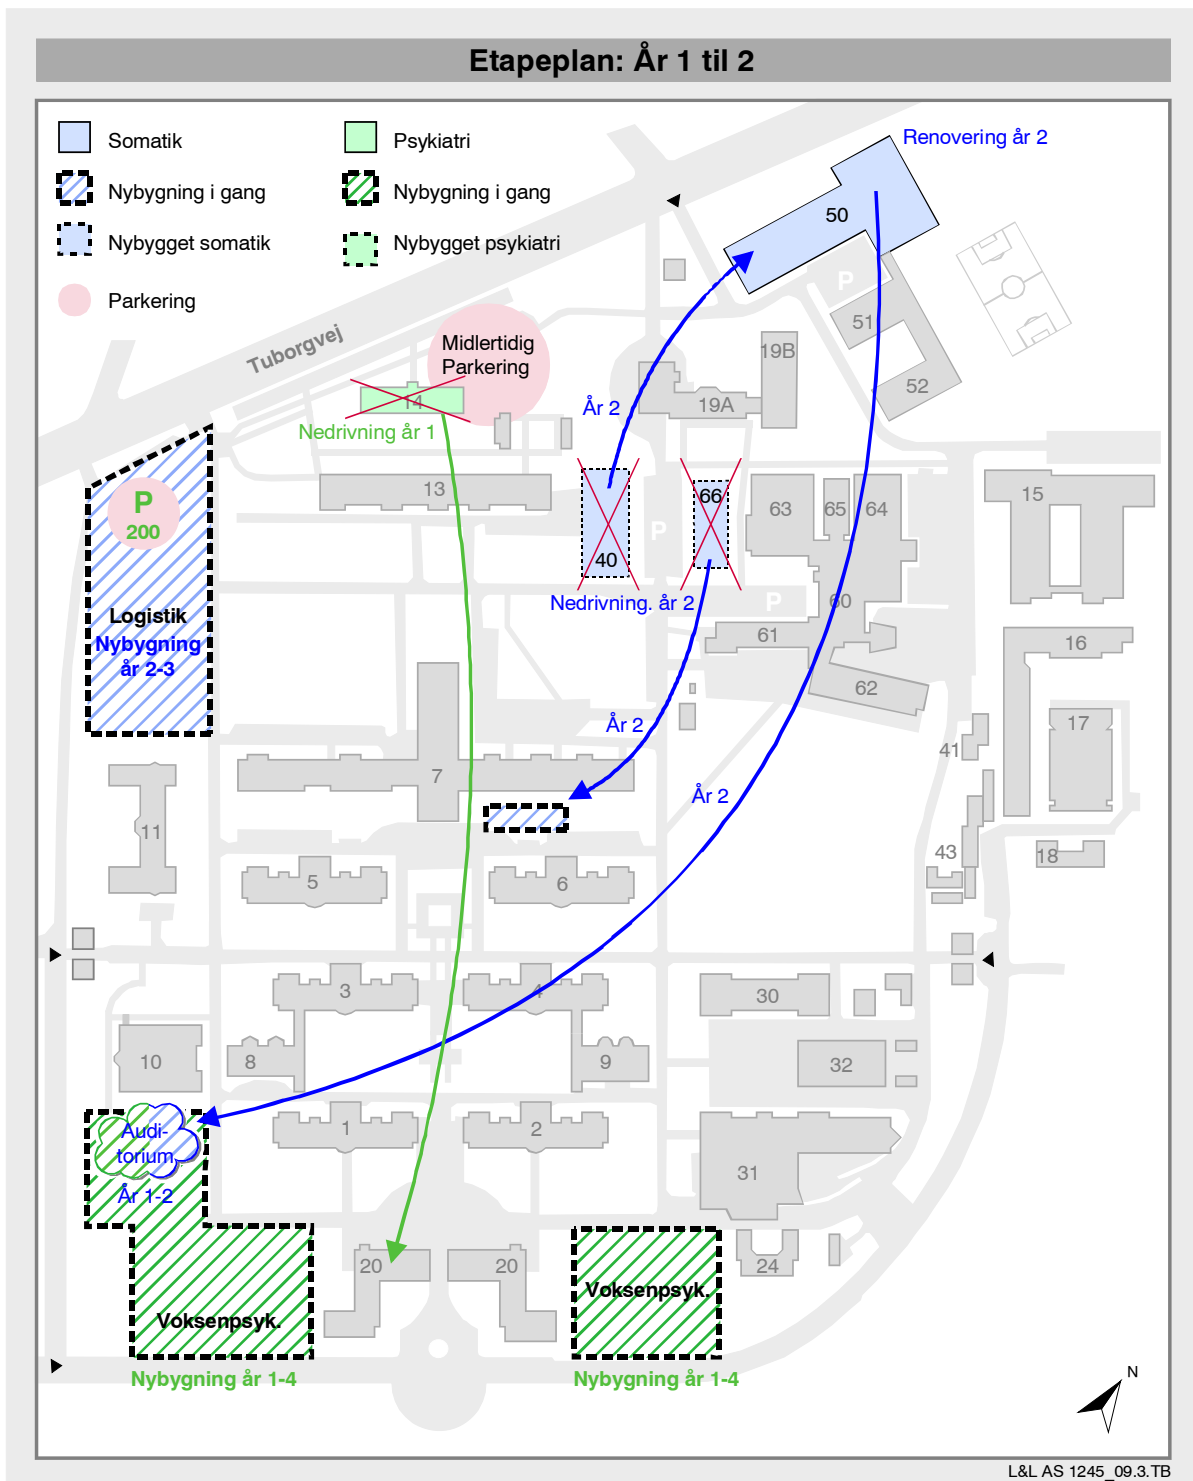 Etapeplan: År 1 til 2
Somatik
Psykiatri
Nybygning i gang
Nybygning i gang
Nybygget somatik
Nybygget psykiatri
Parkering
Renovering år 2
50
P
51
52
Tuborgvej
Midlertidig
Parkering
14
Nedrivning år 1
19B
19A
År 2
13
P
200
Logistik
Nybygning
år 2-3
40
P
66
Nedrivning. år 2
63
65
64
15
P
60
61
62
16
17
41
År 2
7
År 2
11
43
18
5
6
3
4
30
10
8
9
32
Audi-
torium
År 1-2
1
2
31
20
20
24
Voksenpsyk.
Voksenpsyk.
Nybygning år 1-4
Nybygning år 1-4
N
L&L AS 1245_09.3.TB